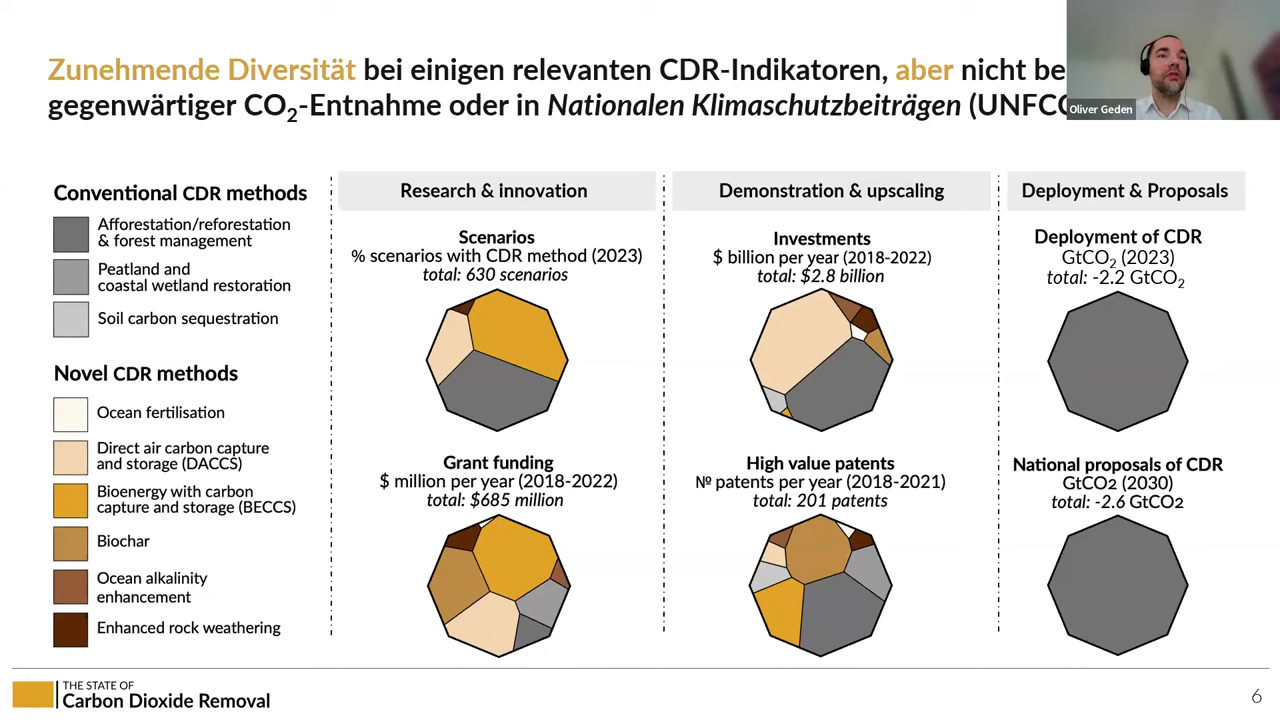 Zunehmende Diversität bei einigen relevanten CDR-Indikatoren, aber nicht be
gegenwärtiger CO₂-Entnahme oder in Nationalen Klimaschutzbeiträgen (UNFCC
Oliver Geden
Conventional CDR methods
Afforestation/reforestation
& forest management
Peatland and
coastal wetland restoration
Soil carbon sequestration
Novel CDR methods
Ocean fertilisation
Direct air carbon capture
and storage (DACCS)
Bioenergy with carbon
capture and storage (BECCS)
Biochar
Ocean alkalinity
enhancement
Enhanced rock weathering
Research & innovation
Scenarios
% scenarios with CDR method (2023)
total: 630 scenarios
Grant funding
$ million per year (2018-2022)
total: $685 million
Demonstration & upscaling
Investments
$ billion per year (2018-2022)
total: $2.8 billion
High value patents
№ patents per year (2018-2021)
total: 201 patents
Deployment & Proposals
Deployment of CDR
GtCO₂ (2023)
total: -2.2 GtCO₂
National proposals of CDR
GtCO2 (2030)
total: -2.6 GtCO2
THE STATE OF
Carbon Dioxide Removal
6